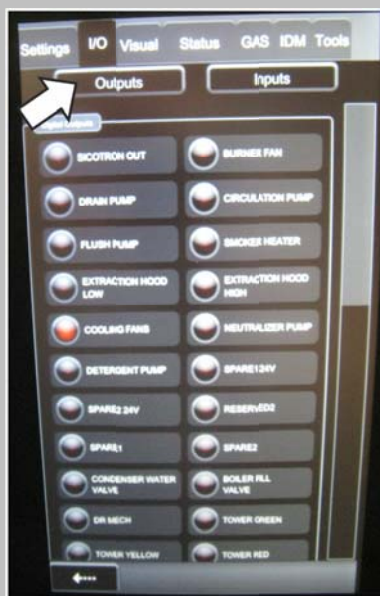 Settings I/O Visual Status GAS IDM Tools
Outputs Inputs
outputs
SICOTRON OUT BURNER FAN
DRAIN PUMP CIRCULATION PUMP
FLUSH PUMP SMOKER HEATER
EXTRACTION HOOD LOW EXTRACTION HOOD HIGH
COOLING FANS NEUTRALIZER PUMP
DETERGENT PUMP SPARE1 24V
SPARE2 24V RESERVED2
SPARE1 SPARE2
CONDENSER WATER VALVE BOILER FILL VALVE
DR MECH TOWER GREEN
TOWER YELLOW TOWER RED